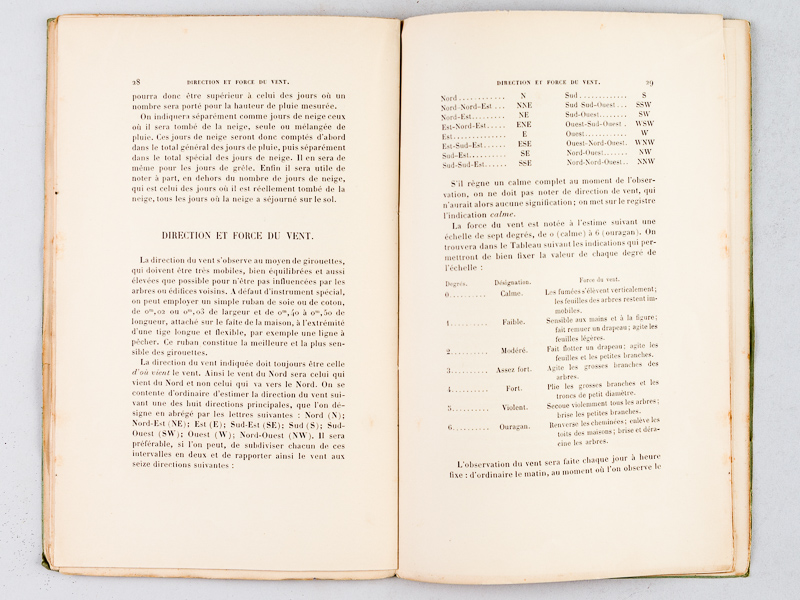 28 DIRECTION ET FORCE DU VENT.
pourra donc être supérieur à celui des jours où un
nombre sera porté pour la hauteur de pluie mesurée.
On indiquera séparément comme jours de neige ceux
où il sera tombé de la neige, seule ou mélangée de
pluie. Ces jours de neige seront donc comptés d'abord
dans le total général des jours de pluie, puis séparément
dans le total spécial des jours de neige. Il en sera de
même pour les jours de grêle. Enfin il sera utile de
noter à part, en dehors du nombre de jours de neige,
qui est celui des jours où il est réellement tombé de la
neige, tous les jours où la neige a séjourné sur le sol.
DIRECTION ET FORCE DU VENT.
La direction du vent s'observe au moyen de girouettes,
qui doivent être très mobiles, bien équilibrées et aussi
élevées que possible pour n'être pas influencées par les
arbres ou édifices voisins. A défaut d'instrument spécial,
on peut employer un simple ruban de soie ou de coton,
de 0m,02 ou 0m,03 de largeur et de 0m,40 à 0m,50 de
longueur, attaché sur le faîte de la maison, à l'extrémité
d'une tige longue et flexible, par exemple une ligne à
pêcher. Ce ruban constitue la meilleure et la plus sen-
sible des girouettes.
La direction du vent indiquée doit toujours être celle
d'où vient le vent. Ainsi le vent du Nord sera celui qui
vient du Nord et non celui qui va vers le Nord. On se
contente d'ordinaire d'estimer la direction du vent sui-
vant une des huit directions principales, que l'on dé-
signe en abrégé par les lettres suivantes : Nord (N);
Nord-Est (NE); Est (E); Sud-Est (SE); Sud (S); Sud-
Ouest (SW); Ouest (W); Nord-Ouest (NW). Il sera
préférable, si l'on peut, de subdiviser chacun de ces
intervalles en deux et de rapporter ainsi le vent aux
seize directions suivantes :
DIRECTION ET FORCE DU VENT. 29
Nord ............ N Sud ............ S
Nord-Nord-Est ... NNE Sud Sud-Ouest ... SSW
Nord-Est........ NE Sud-Ouest....... SW
Est-Nord-Est..... ENE Ouest-Sud-Ouest . WSW
Est............. E Ouest........... W
Est-Sud-Est...... ESE Ouest-Nord-Ouest. WNW
Sud-Est......... SE Nord-Ouest...... NW
Sud-Sud-Est...... SSE Nord-Nord-Ouest.. NNW
S'il règne un calme complet au moment de l'obser-
vation, on ne doit pas noter de direction de vent, qui
n'aurait alors aucune signification; on met sur le registre
l'indication calme.
La force du vent est notée à l'estime suivant une
échelle de sept degrés, de 0 (calme) à 6 (ouragan). On
trouvera dans le Tableau suivant les indications qui per-
mettront de bien fixer la valeur de chaque degré de
l'échelle :
Degrés. Désignation. Force du vent.
0.......... Calme. Les fumées s'élèvent verticalement;
les feuilles des arbres restent im-
mobiles.
1.......... Faible. Sensible aux mains et à la figure;
fait remuer un drapeau; agite les
feuilles légères.
2.......... Modéré. Fait flotter un drapeau; agite les
feuilles et les petites branches.
3.......... Assez fort. Agite les grosses branches des
arbres.
4.......... Fort. Plie les grosses branches et les
troncs de petit diamètre.
5.......... Violent. Secoue violemment tous les arbres;
brise les petites branches.
6.......... Ouragan. Renverse les cheminées; enlève les
toits des maisons; brise et déra-
cine les arbres.
L'observation du vent sera faite chaque jour à heure
fixe : d'ordinaire le matin, au moment où l'on observe le